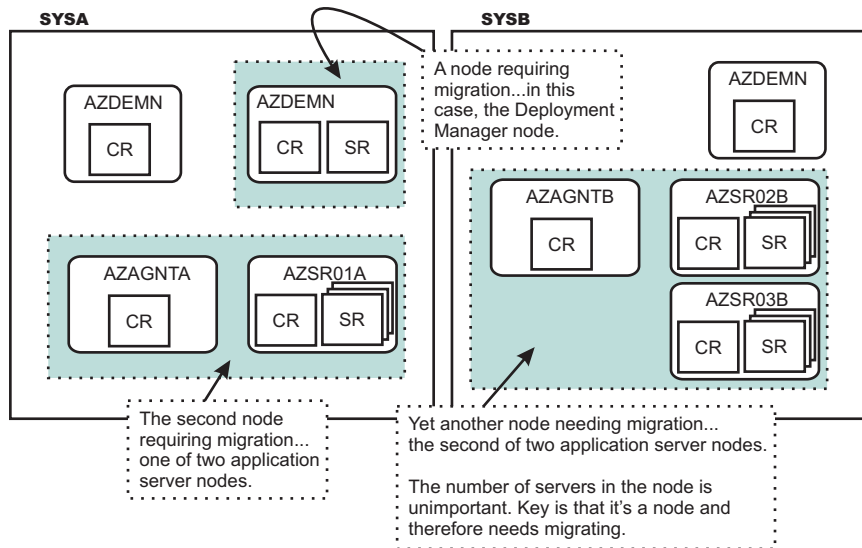 SYSA
SYSB
A node requiring
migration...in this
case, the Deployment
Manager node.
AZDEMN
CR
AZDEMN
CR
SR
AZDEMN
CR
AZAGNTA
CR
AZSR01A
CR
SR
AZAGNTB
CR
AZSR02B
CR
SR
AZSR03B
CR
SR
The second node
requiring migration...
one of two application
server nodes.
Yet another node needing migration...
the second of two application server nodes.
The number of servers in the node is
unimportant. Key is that it’s a node and
therefore needs migrating.